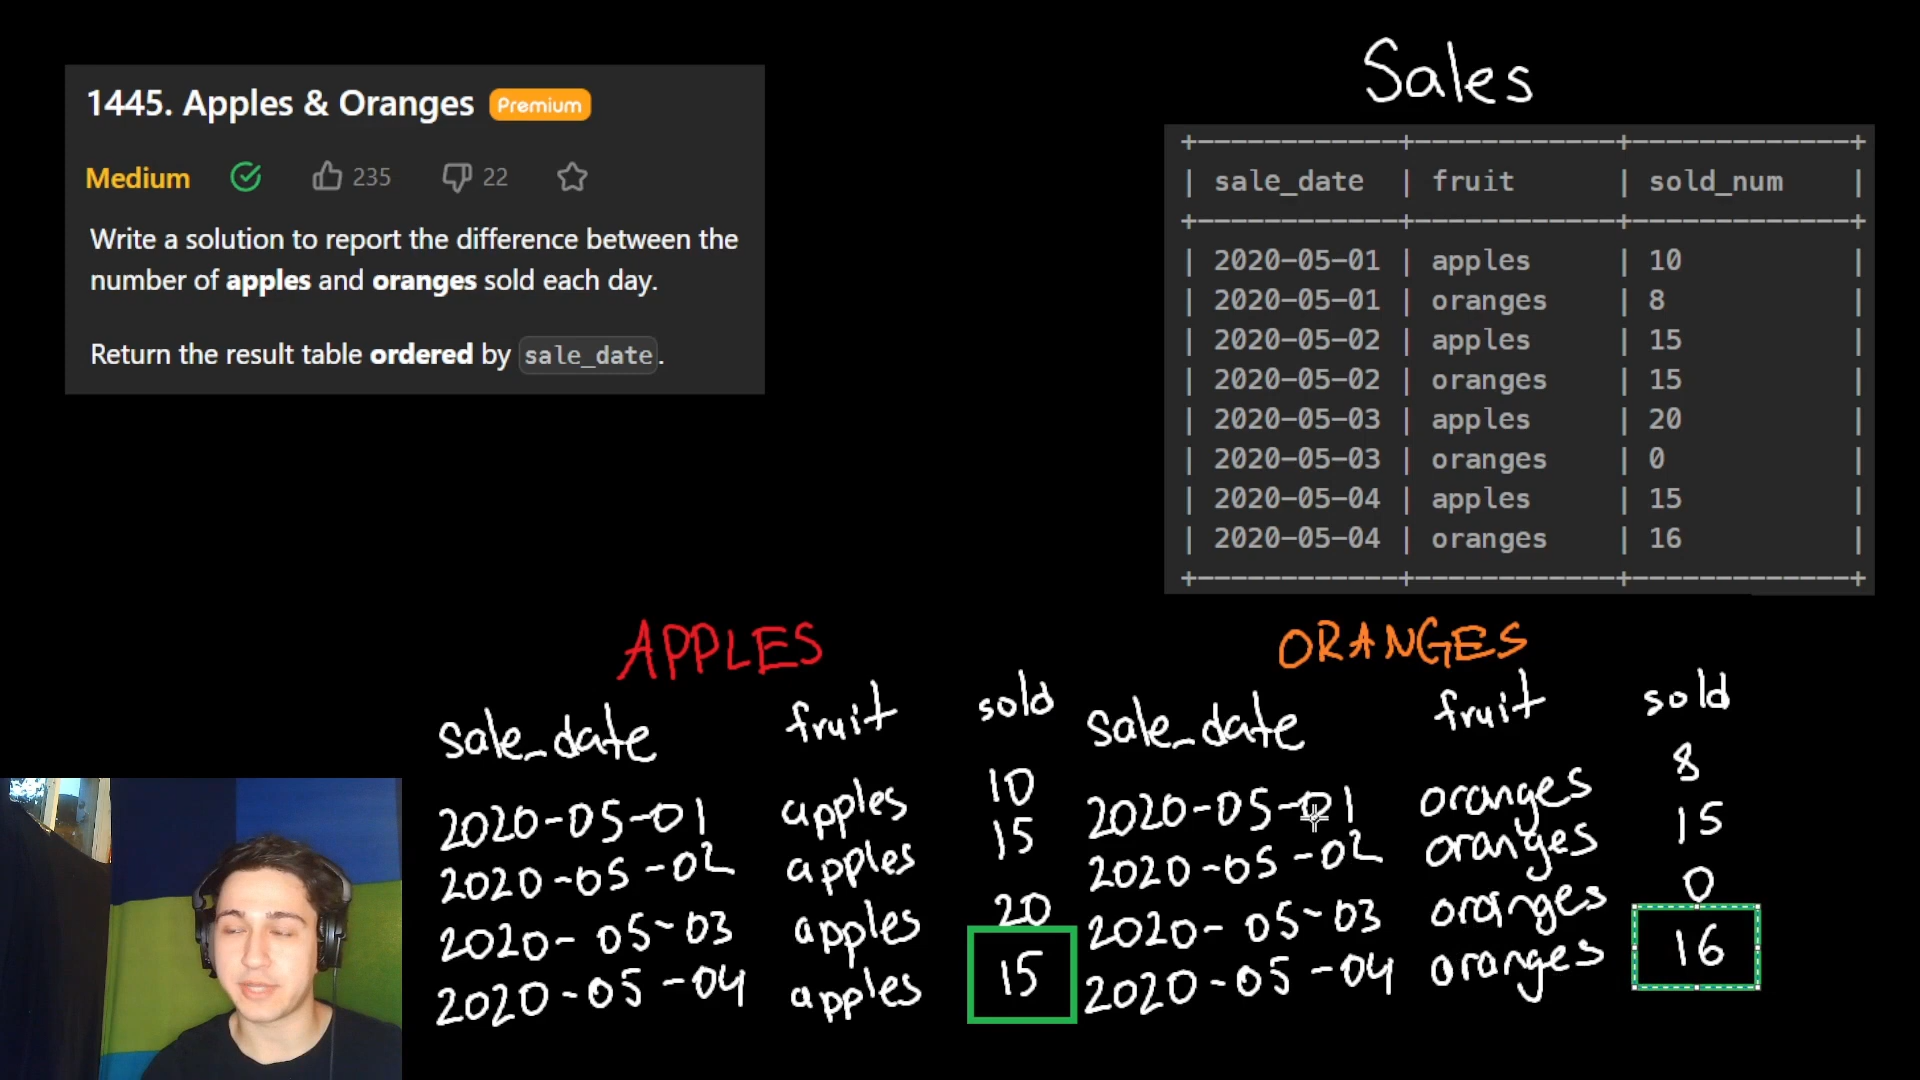 1445. Apples & Oranges Premium
Medium 235 22
Write a solution to report the difference between the
number of apples and oranges sold each day.
Return the result table ordered by sale_date.
Sales
+------------+------------+-------------+
| sale_date | fruit | sold_num |
+------------+------------+-------------+
| 2020-05-01 | apples | 10 |
| 2020-05-01 | oranges | 8 |
| 2020-05-02 | apples | 15 |
| 2020-05-02 | oranges | 15 |
| 2020-05-03 | apples | 20 |
| 2020-05-03 | oranges | 0 |
| 2020-05-04 | apples | 15 |
| 2020-05-04 | oranges | 16 |
+------------+------------+-------------+
APPLES
sale_date fruit sold
2020-05-01 apples 10
2020-05-02 apples 15
2020-05-03 apples 20
2020-05-04 apples 15
ORANGES
sale_date fruit sold
2020-05-01 oranges 8
2020-05-02 oranges 15
2020-05-03 oranges 0
2020-05-04 oranges 16